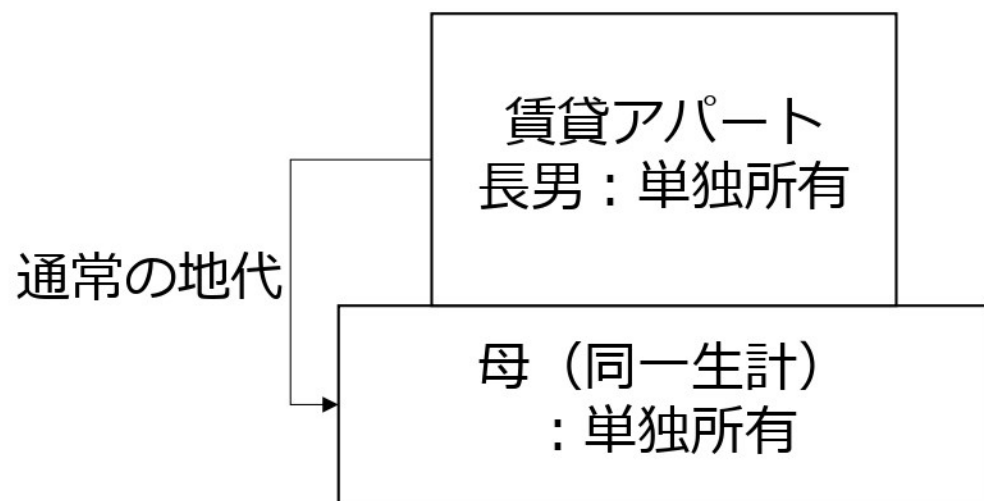 賃貸アパート
長男：単独所有
通常の地代
母（同一生計）
：単独所有